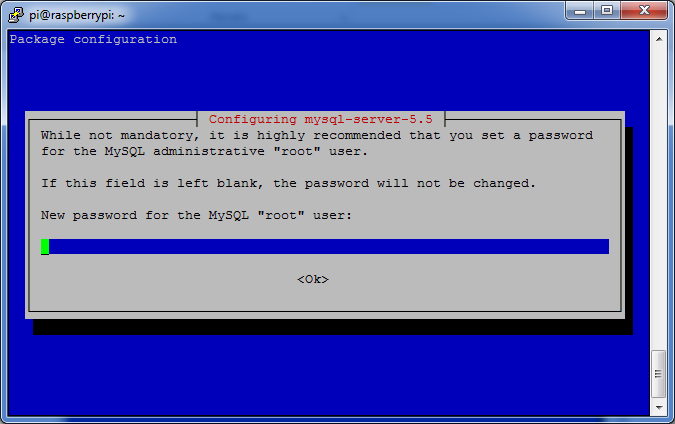 pi@raspberrypi: ~
Package configuration
Configuring mysql-server-5.5
While not mandatory, it is highly recommended that you set a password
for the MySQL administrative "root" user.
If this field is left blank, the password will not be changed.
New password for the MySQL "root" user:
<Ok>